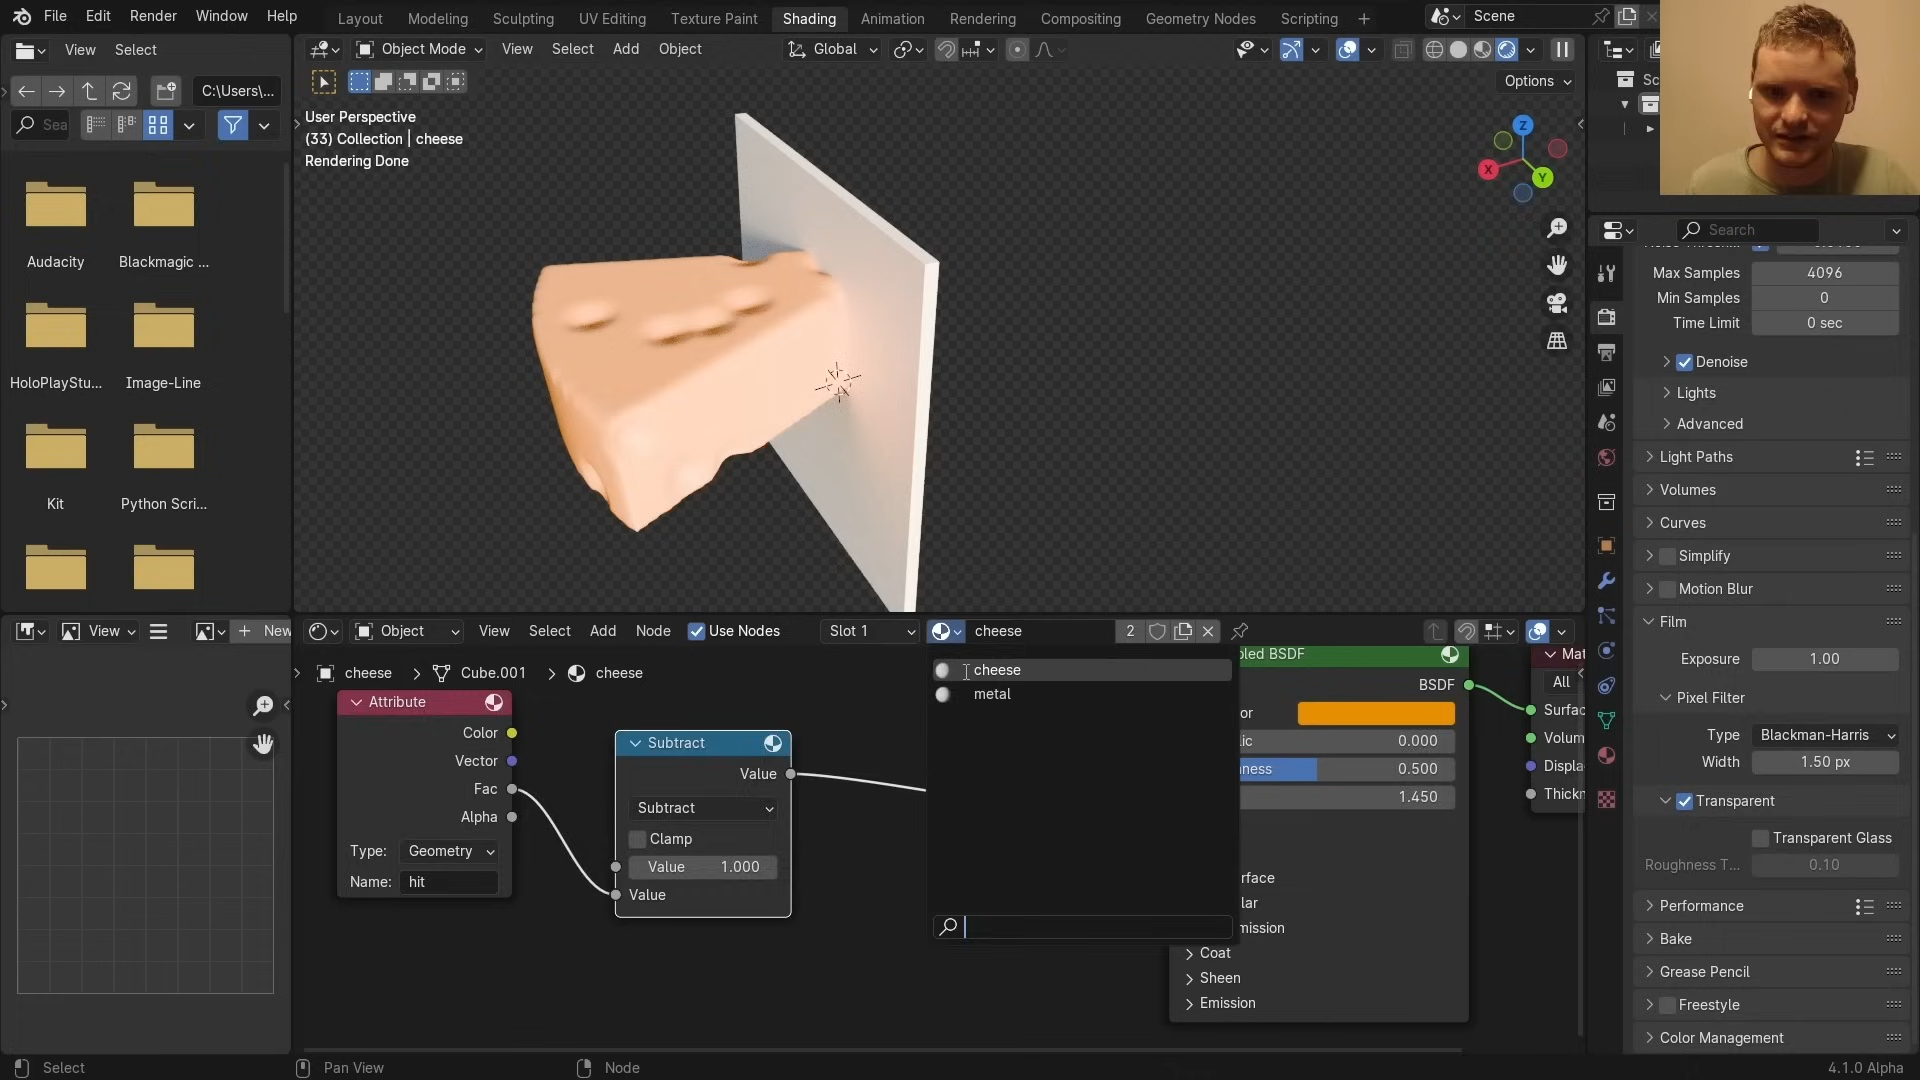 File Edit Render Window Help
Layout Modeling Sculpting UV Editing Texture Paint Shading Animation Rendering Compositing Geometry Nodes Scripting +
Scene
View Select
Object Mode View Select Add Object
Global
C:\Users\...
Options
User Perspective
(33) Collection | cheese
Rendering Done
X
Y
Z
Audacity
Blackmagic ...
HoloPlayStu...
Image-Line
Kit
Python Scri...
Search
Max Samples 4096
Min Samples 0
Time Limit 0 sec
Denoise
Lights
Advanced
Light Paths
Volumes
Curves
Simplify
Motion Blur
Film
Exposure 1.00
Pixel Filter
Type Blackman-Harris
Width 1.50 px
Transparent
Transparent Glass
Roughness T... 0.10
Performance
Bake
Grease Pencil
Freestyle
Color Management
View
New
Object View Select Add Node Use Nodes Slot 1 cheese 2
cheese > Cube.001 > cheese
cheese
metal
Attribute
Color
Vector
Fac
Alpha
Type: Geometry
Name: hit
Subtract
Value
Subtract
Clamp
Value 1.000
Value
BSDF
BSDF
0.000
0.500
1.450
Coat
Sheen
Emission
All
Select
Pan View
Node
4.1.0 Alpha